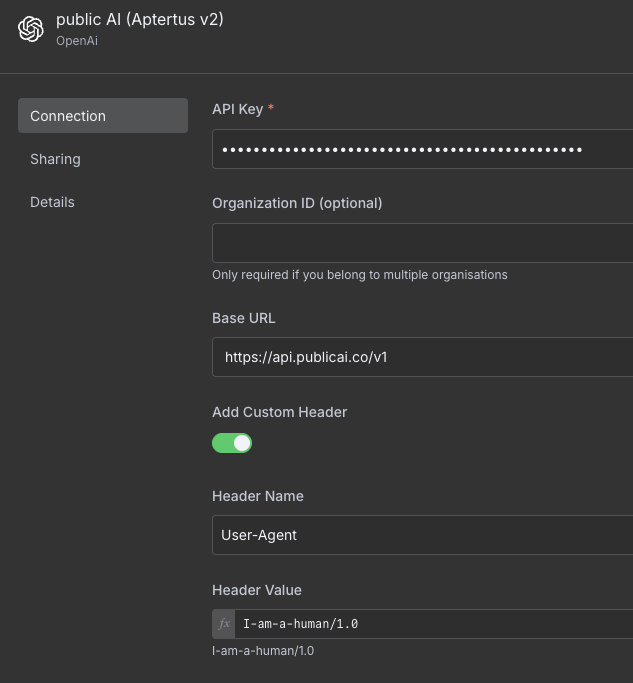 public AI (Aptertus v2)
OpenAi
Connection
Sharing
Details
API Key *
••••••••••••••••••••••••••••••••••••••••••••••
Organization ID (optional)
Only required if you belong to multiple organisations
Base URL
https://api.publicai.co/v1
Add Custom Header
Header Name
User-Agent
Header Value
fx I-am-a-human/1.0
I-am-a-human/1.0